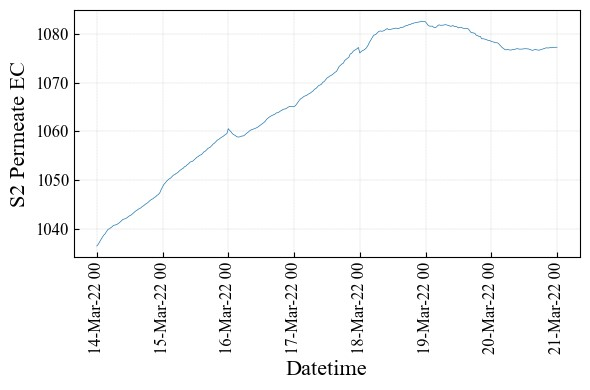 S2 Permeate EC
1080
1070
1060
1050
1040
14-Mar-22 00
15-Mar-22 00
16-Mar-22 00
17-Mar-22 00
18-Mar-22 00
19-Mar-22 00
20-Mar-22 00
21-Mar-22 00
Datetime